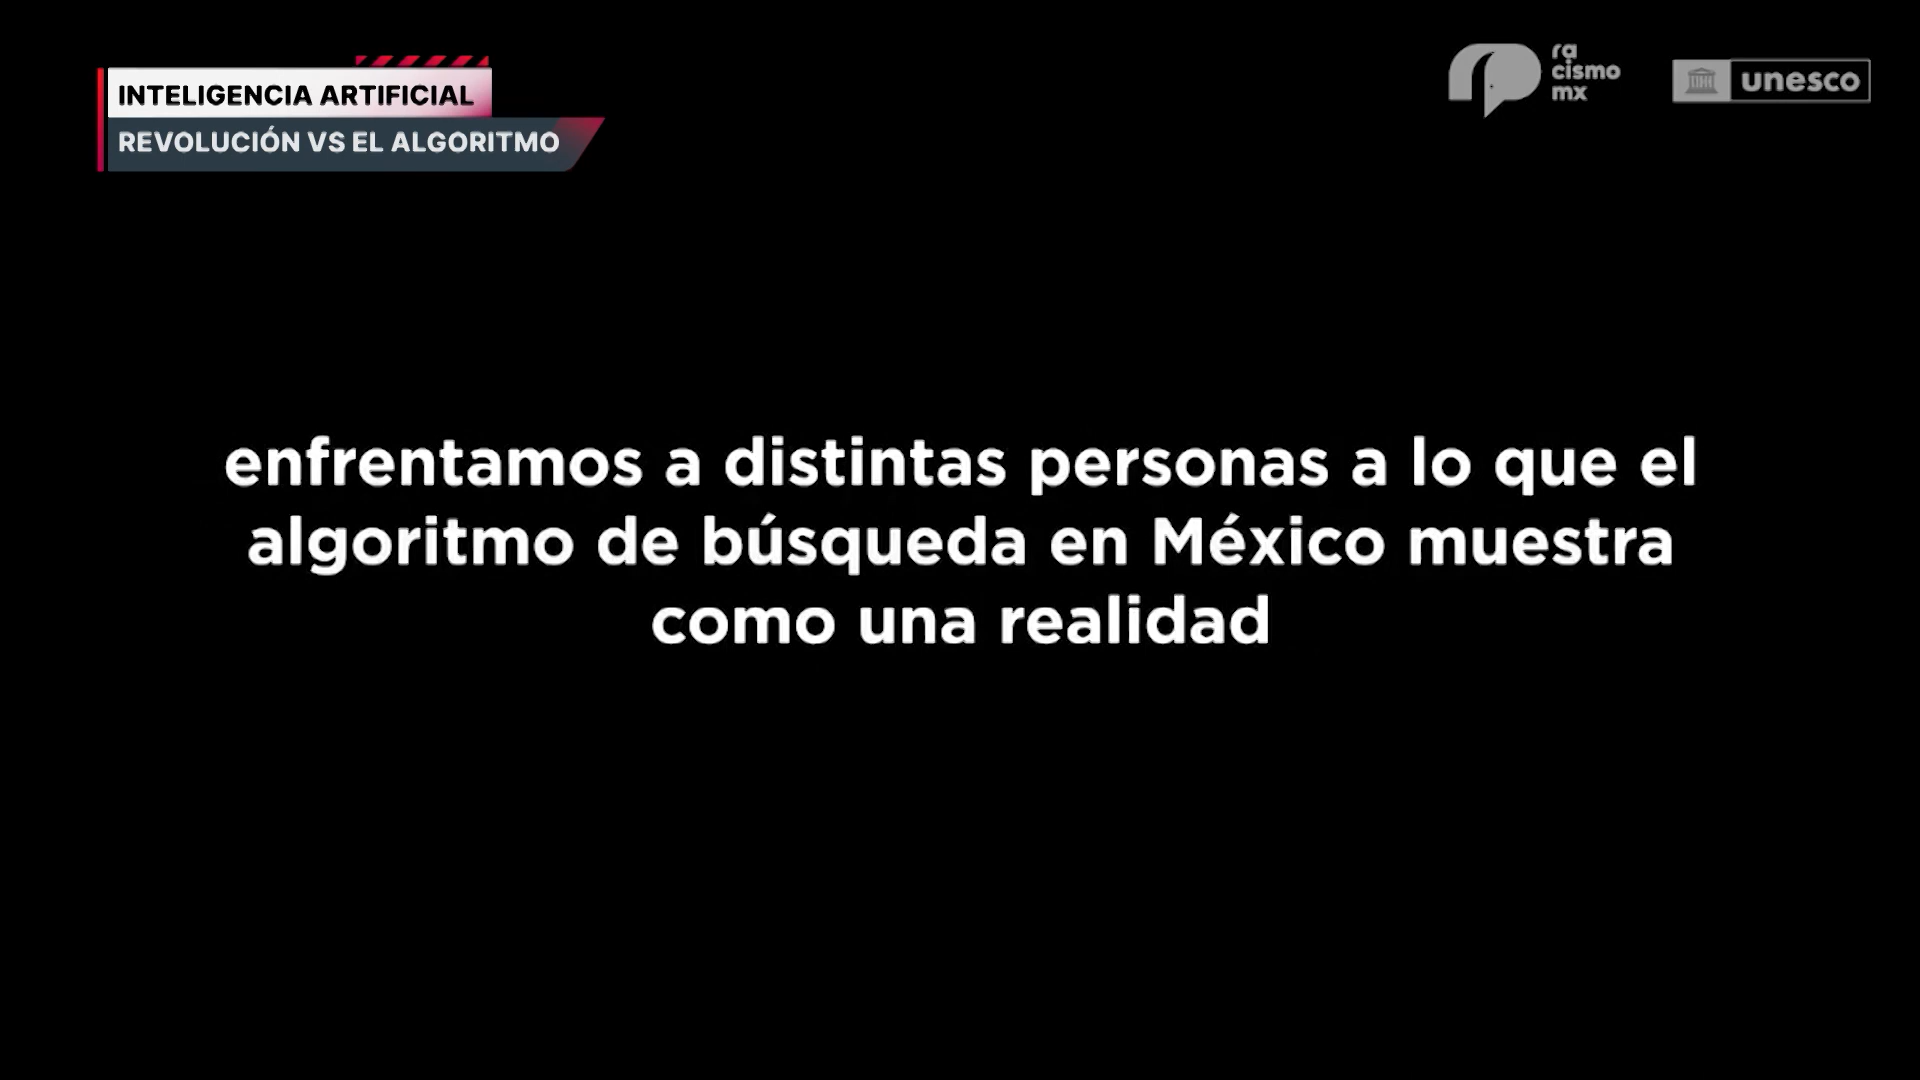 INTELIGENCIA ARTIFICIAL
REVOLUCIÓN VS EL ALGORITMO
ra
cismo
mx
unesco
enfrentamos a distintas personas a lo que el
algoritmo de búsqueda en México muestra
como una realidad